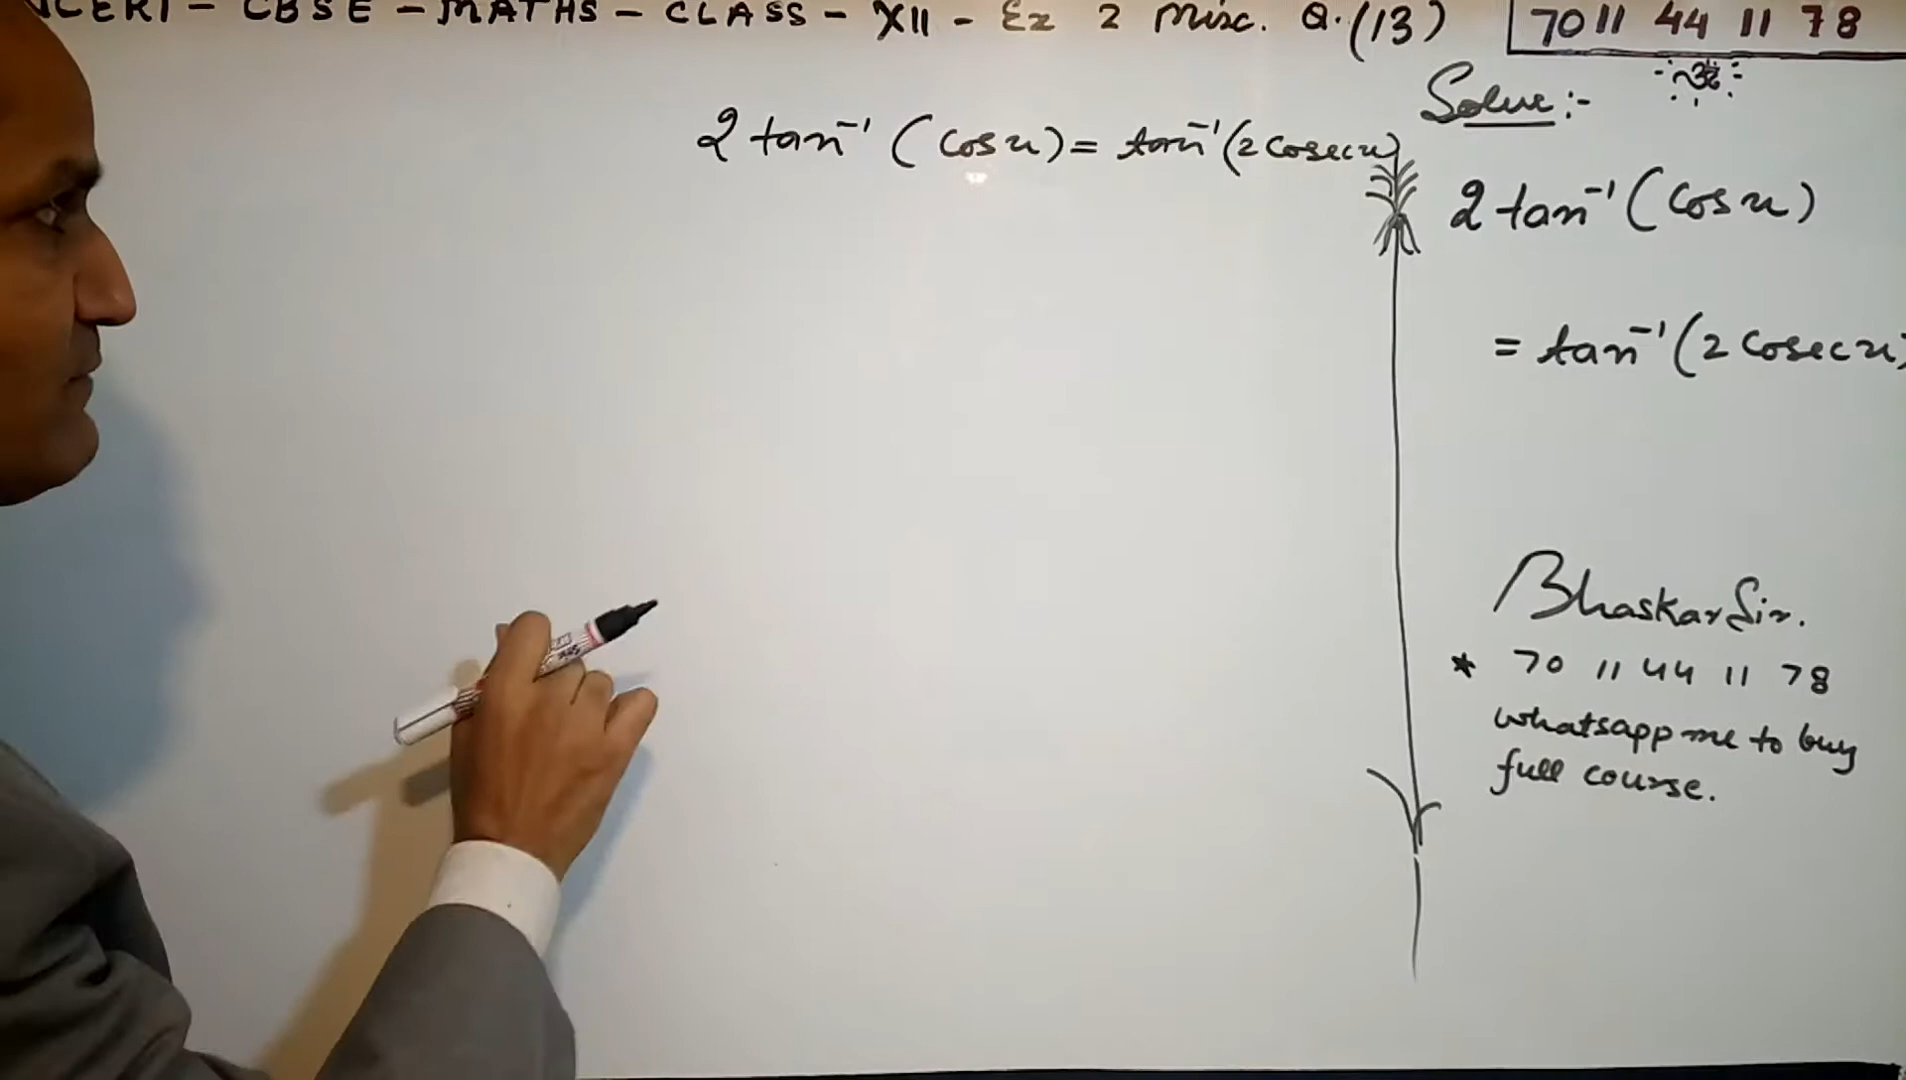 NCERT - CBSE - MATHS - CLASS - XII - Ex 2 Misc. Q.(13)
70 11 44 11 78
ॐ
Solve :-
2 tan⁻¹ (cos x) = tan⁻¹ (2 cosec x)
2 tan⁻¹ (cos x)
= tan⁻¹ (2 cosec x)
Bhaskar Sir.
* 70 11 44 11 78
whatsapp me to buy
full course.